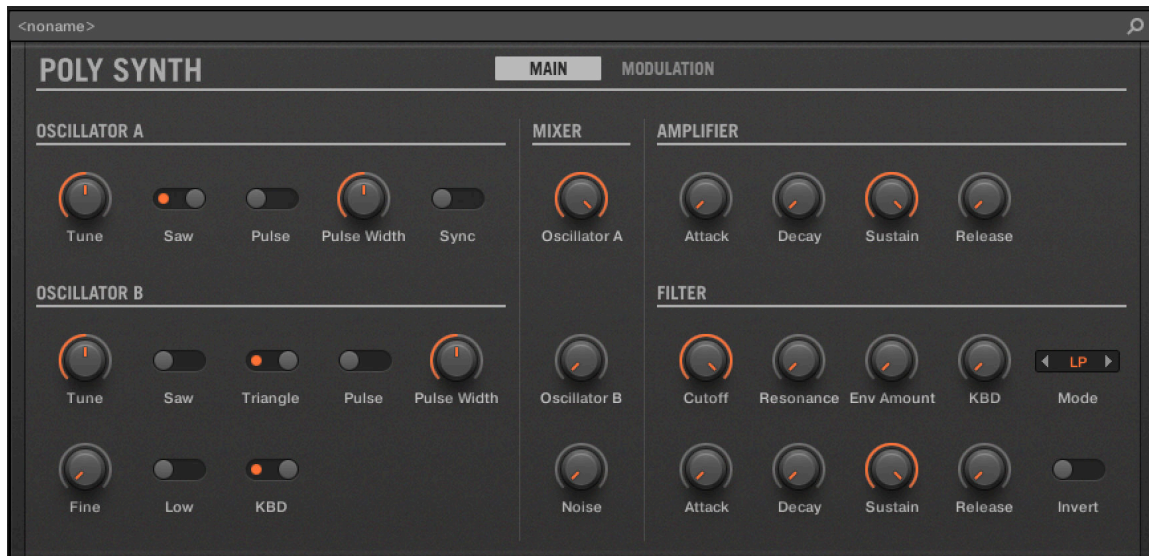 <noname>
POLY SYNTH MAIN MODULATION
OSCILLATOR A MIXER AMPLIFIER
Tune Saw Pulse Pulse Width Sync Oscillator A Attack Decay Sustain Release
OSCILLATOR B FILTER
LP
Tune Saw Triangle Pulse Pulse Width Oscillator B Cutoff Resonance Env Amount KBD Mode
Fine Low KBD Noise Attack Decay Sustain Release Invert